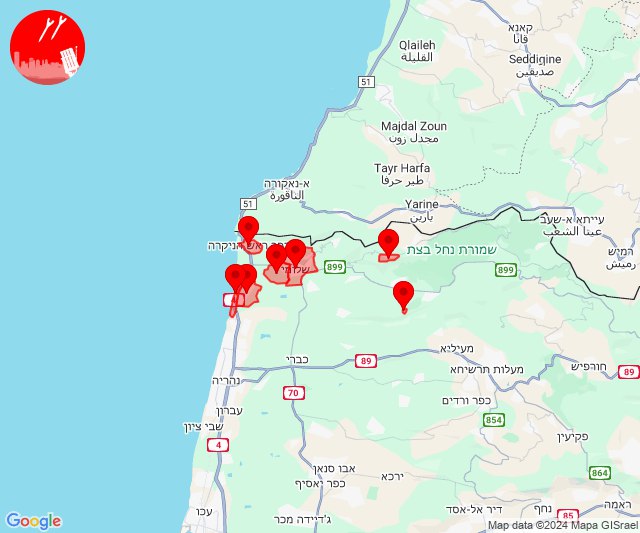 קאנא
قانا
Qlaileh
القليلة
Seddiqine
صديقين
51
Majdal Zoun
مجدل زون
Tayr Harfa
طير حرفا
א-נאקורה
الناقورة
51
Yarine
يارين
עייתא א-שעב
عيتا الشعب
ראש הניקרה
שמורת נחל בצת
רמיש
رميش
899
899
שלומי
4
מעיליא
כברי
89
מעלות תרשיחא
חורפיש
89
נהריה
70
כפר ורדים
עברון
854
שבי ציון
פקיעין
4
אבו סנאן
ירכא
864
כפר יאסיף
ראמה
עכו
ג'דיידה מכר
דיר אל-אסד
נחף
85
Google
Map data ©2024 Mapa GISrael